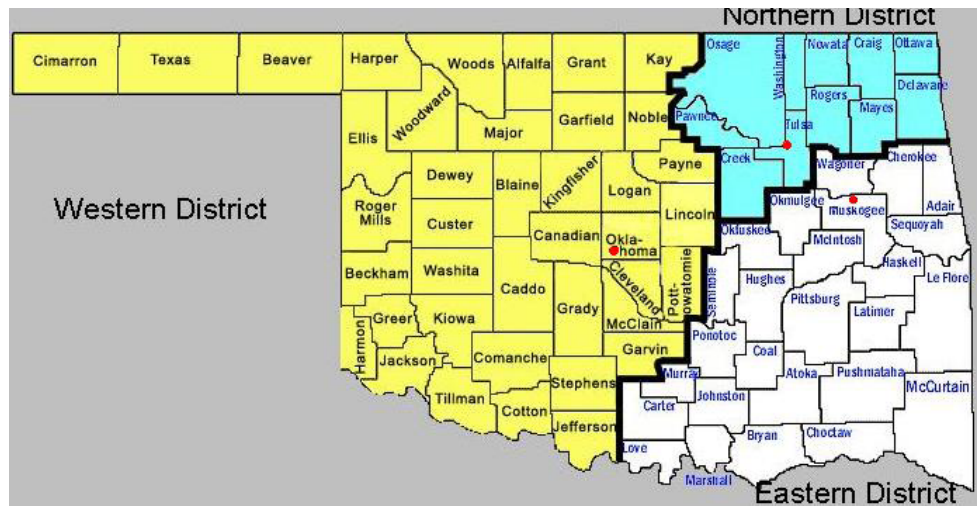 Northern District
Cimarron
Texas
Beaver
Harper
Woods
Alfalfa
Grant
Kay
Osage
Washington
Nowata
Craig
Ottawa
Delaware
Ellis
Woodward
Major
Garfield
Noble
Pawnee
Rogers
Mayes
Tulsa
Creek
Dewey
Blaine
Kingfisher
Logan
Payne
Wagoner
Cherokee
Adair
Western District
Roger
Mills
Custer
Canadian
Okla-
homa
Lincoln
Okmulgee
muskogee
Sequoyah
Okfuskee
McIntosh
Beckham
Washita
Caddo
Grady
Cleveland
Pott-
owatomie
Seminole
Hughes
Pittsburg
Haskell
Le Flore
Latimer
Harmon
Greer
Kiowa
McClain
Jackson
Comanche
Garvin
Ponotoc
Coal
Atoka
Pushmataha
McCurtain
Tillman
Cotton
Stephens
Jefferson
Murray
Carter
Johnston
Love
Marshall
Bryan
Choctaw
Eastern District